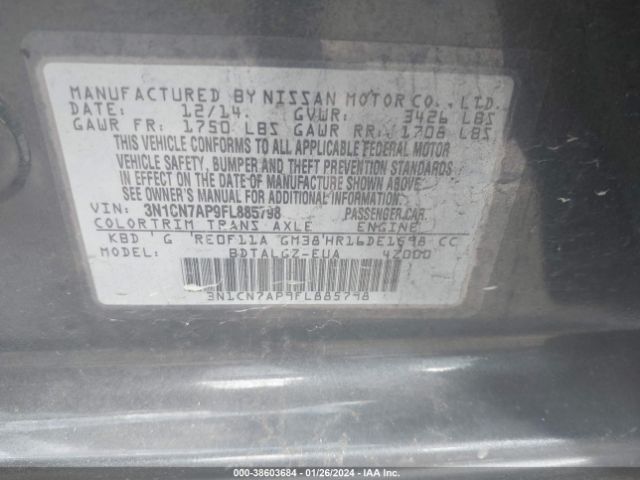 MANUFACTURED BY NISSAN MOTOR CO., LTD.
DATE: 12/14. GVWR: 3426 LBS
GAWR FR: 1750 LBS GAWR RR: 1708 LBS
THIS VEHICLE CONFORMS TO ALL APPLICABLE FEDERAL MOTOR
VEHICLE SAFETY, BUMPER AND THEFT PREVENTION STANDARDS
IN EFFECT ON THE DATE OF MANUFACTURE SHOWN ABOVE.
SEE OWNER'S MANUAL FOR ADDITIONAL INFORMATION
VIN: 3N1CN7AP9FL885798 PASSENGER CAR
COLOR TRIM TRANS AXLE ENGINE
KBD G RE0F11A GM38 HR16DE1598 CC
MODEL: BDTALGZ-EUA 4Z000
3N1CN7AP9FL885798
000-38603684 | 01/26/2024 - IAA Inc.